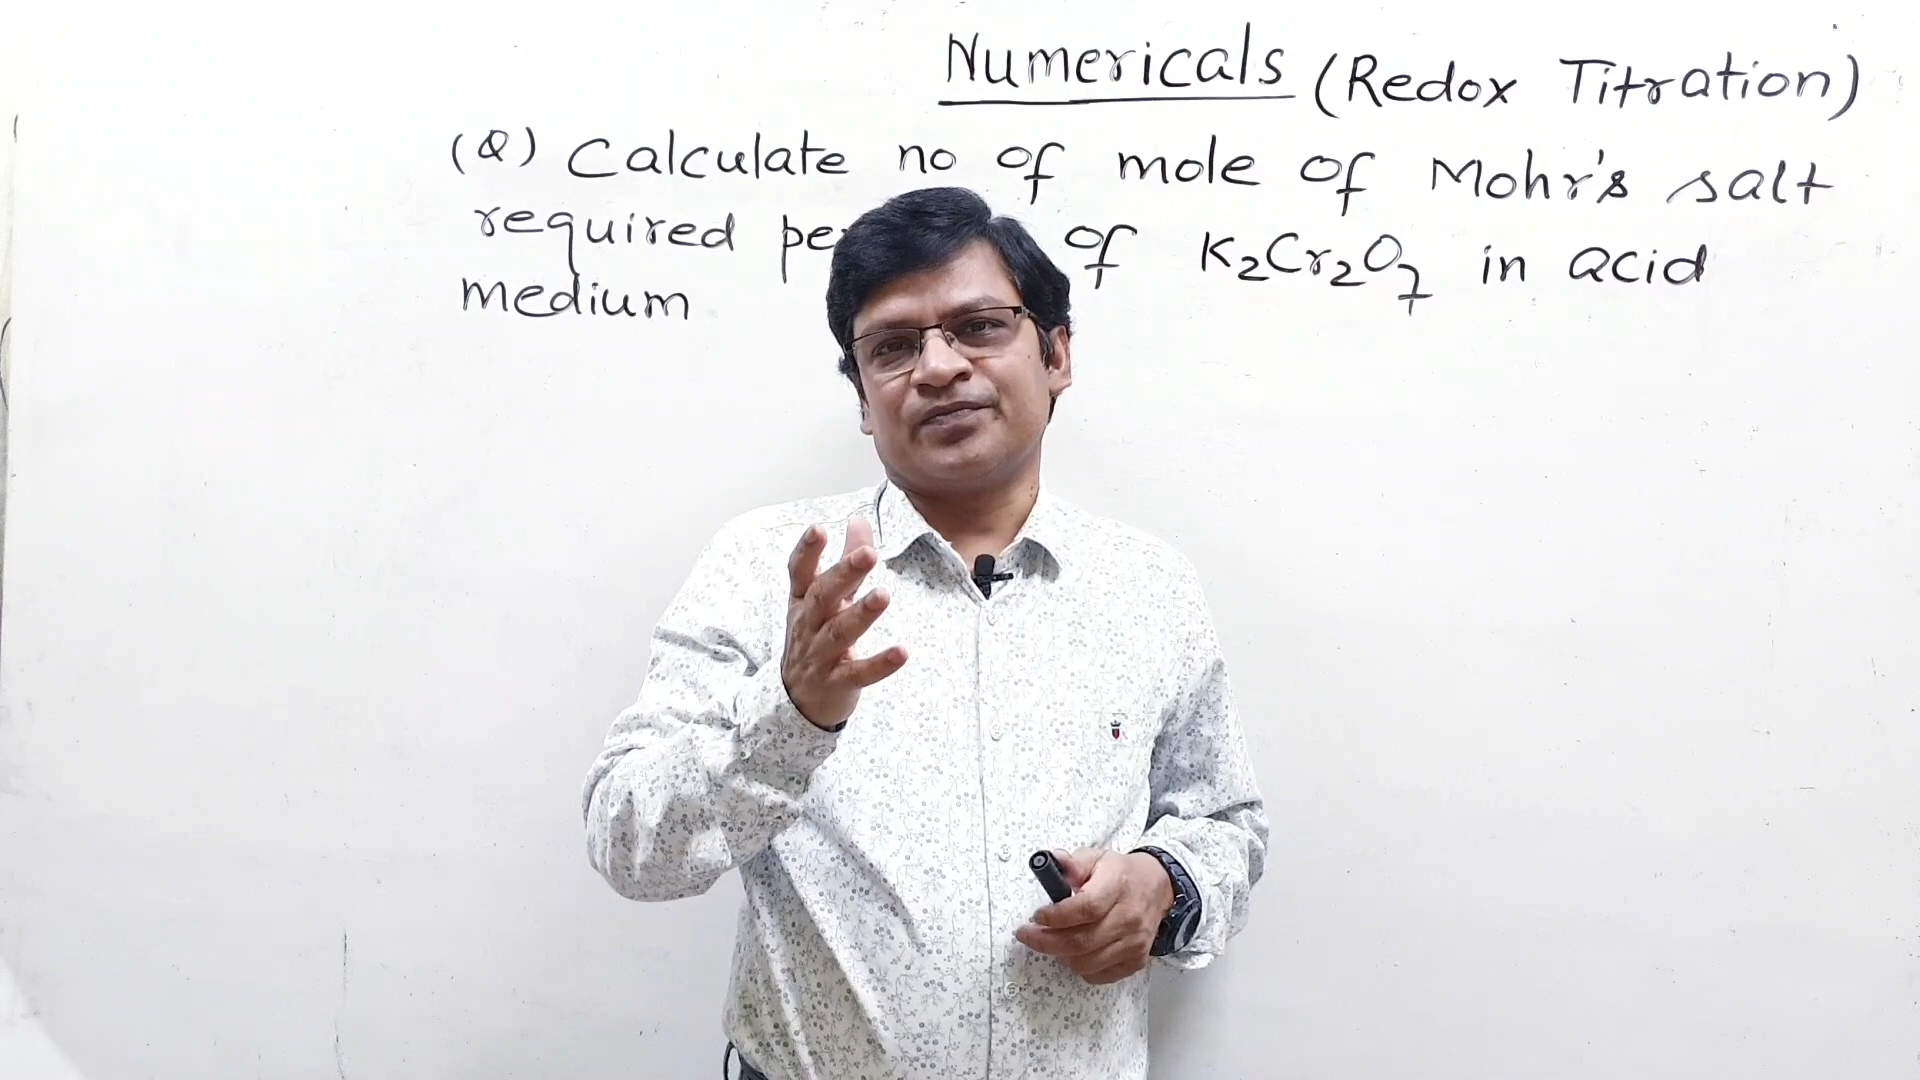 Numericals (Redox Titration)
(Q) Calculate no of mole of Mohr's salt
required of K₂Cr₂O₇ in acid
medium